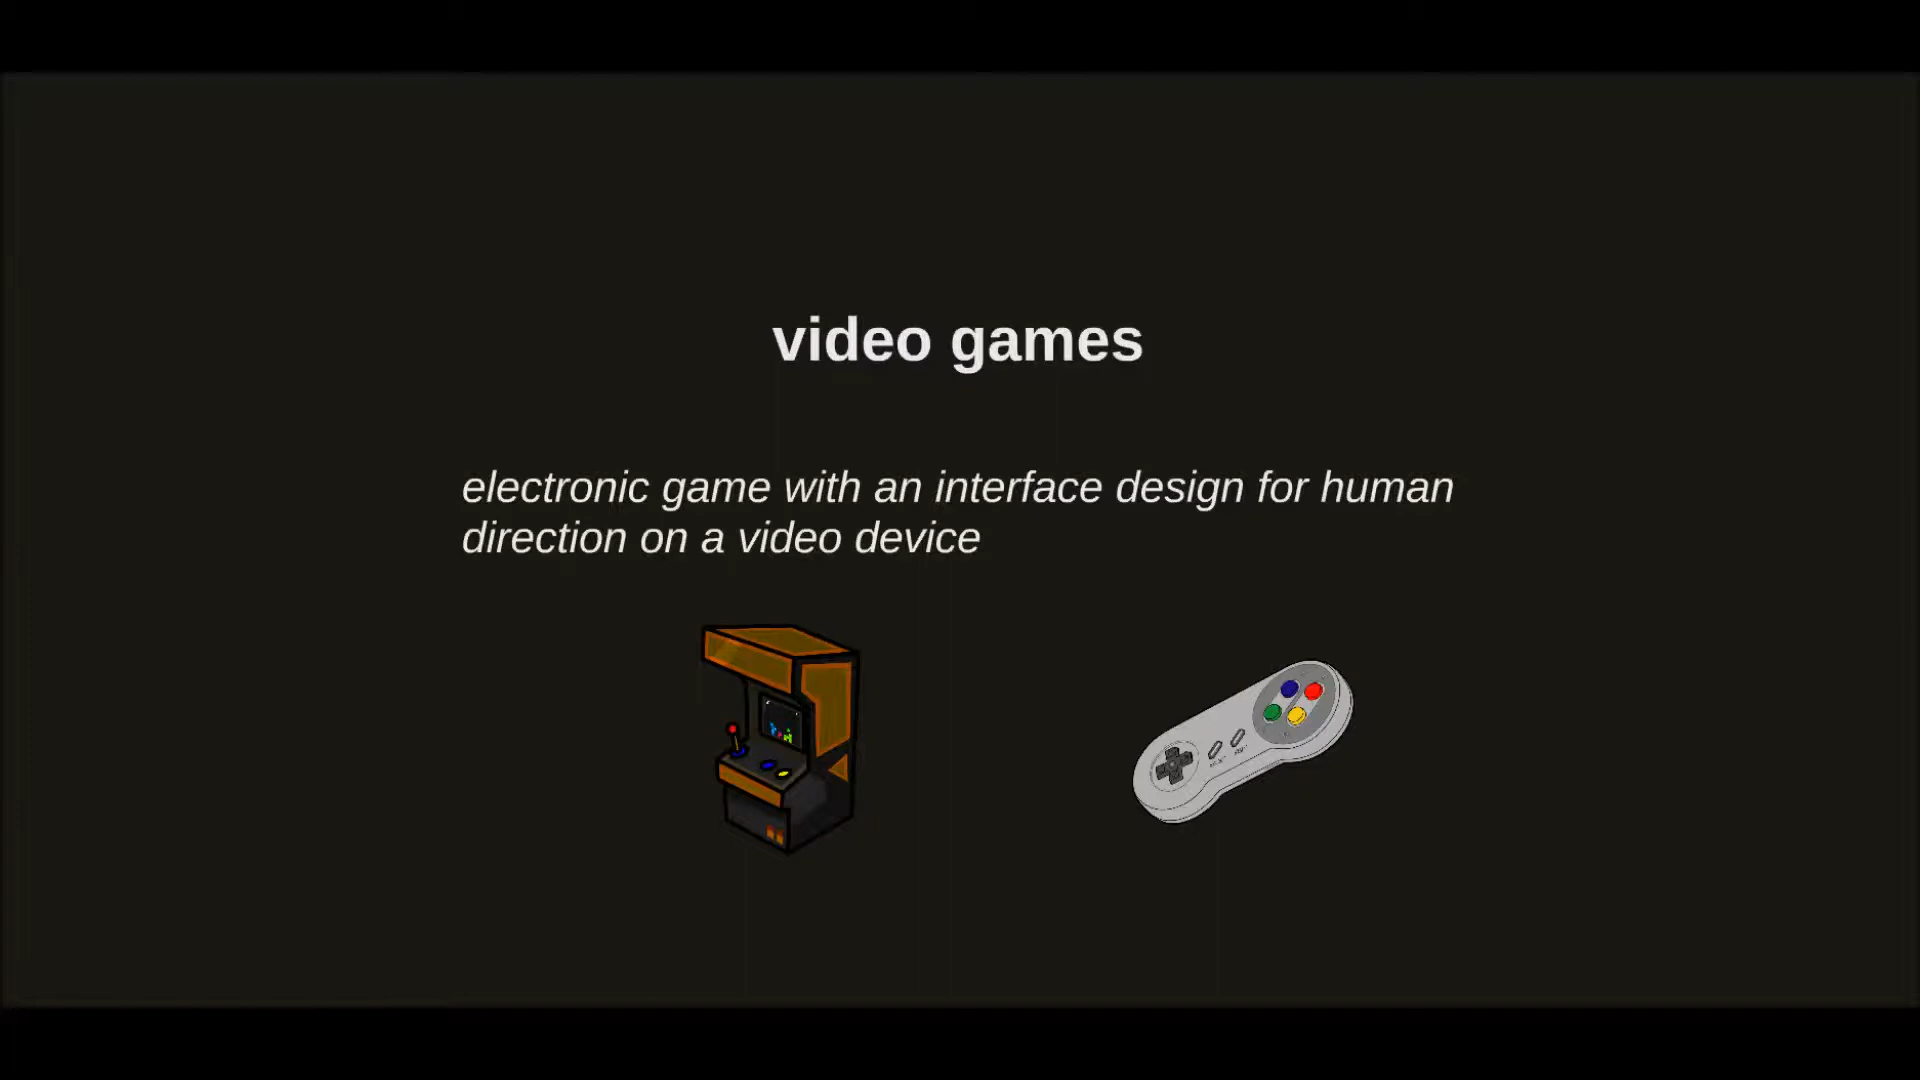 video games
electronic game with an interface design for human
direction on a video device